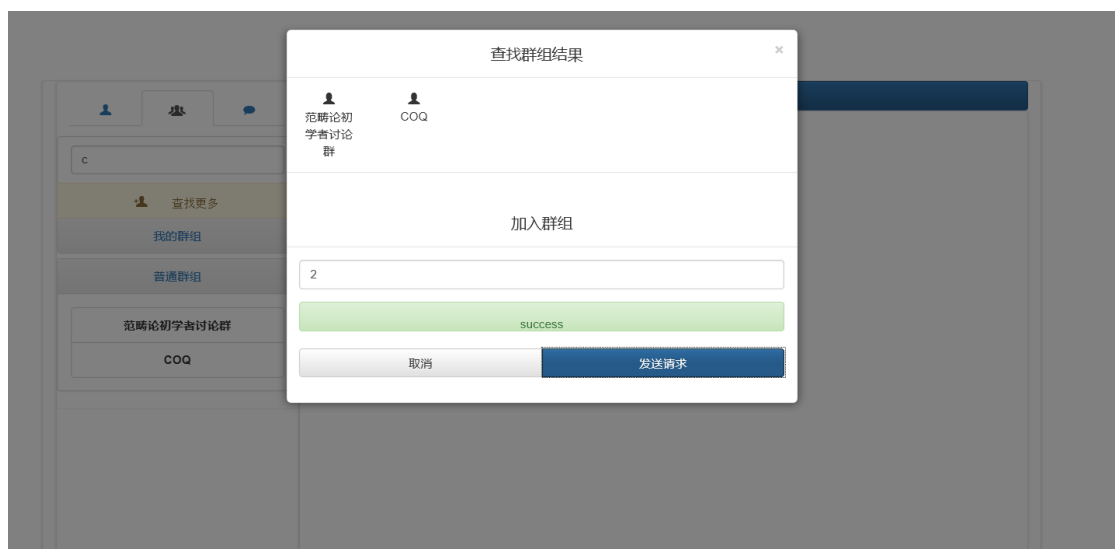 查找群组结果
×
范畴论初
学者讨论
群
COQ
c
查找更多
我的群组
普通群组
范畴论初学者讨论群
COQ
加入群组
2
success
取消
发送请求